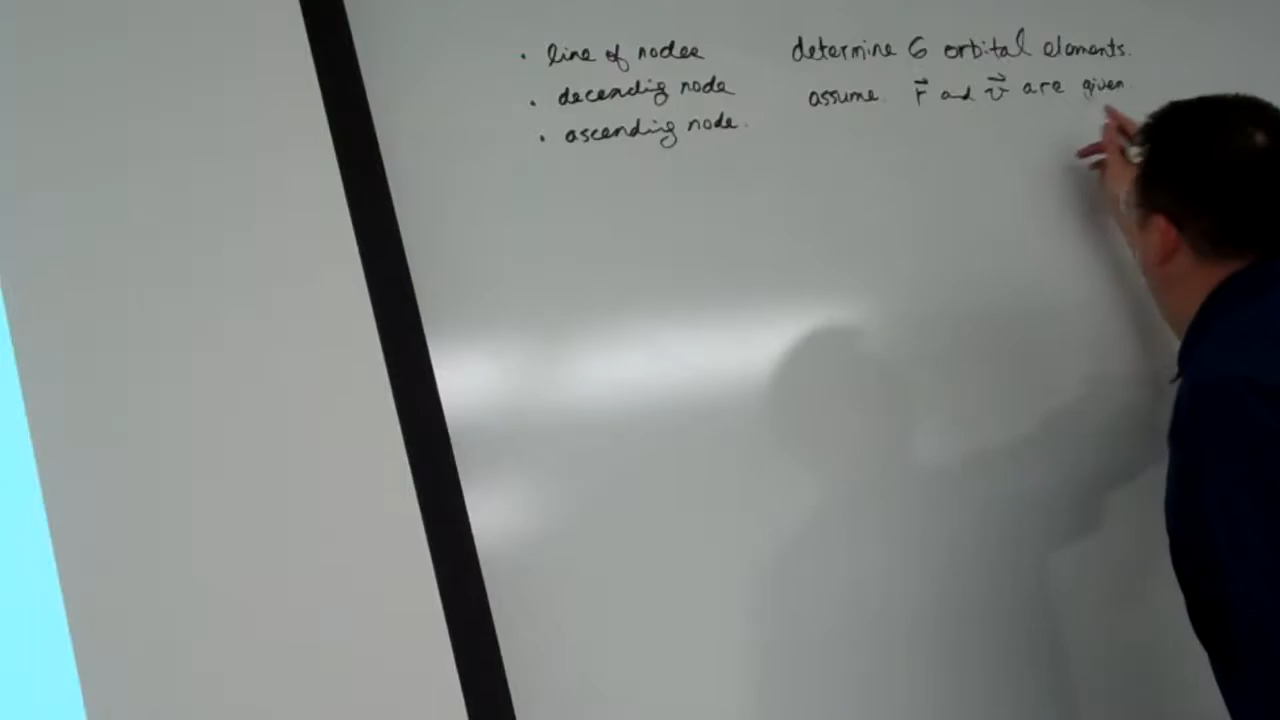 • line of nodes
• decending node
• ascending node.
determine 6 orbital elements.
assume r⃗ and v⃗ are given.